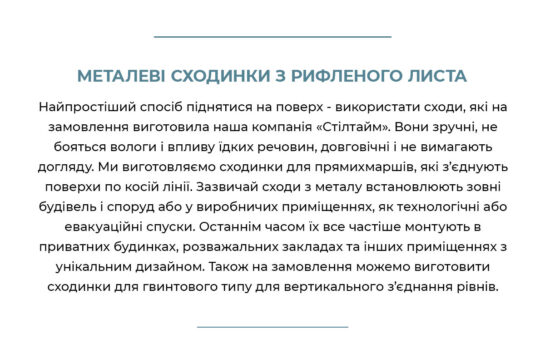 МЕТАЛЕВІ СХОДИНКИ З РИФЛЕНОГО ЛИСТА
Найпростіший спосіб піднятися на поверх - використати сходи, які на
замовлення виготовила наша компанія «Стілтайм». Вони зручні, не
бояться вологи і впливу їдких речовин, довговічні і не вимагають
догляду. Ми виготовляємо сходинки для прямихмаршів, які з’єднують
поверхи по косій лінії. Зазвичай сходи з металу встановлюють зовні
будівель і споруд або у виробничих приміщеннях, як технологічні або
евакуаційні спуски. Останнім часом їх все частіше монтують в
приватних будинках, розважальних закладах та інших приміщеннях з
унікальним дизайном. Також на замовлення можемо виготовити
сходинки для гвинтового типу для вертикального з’єднання рівнів.